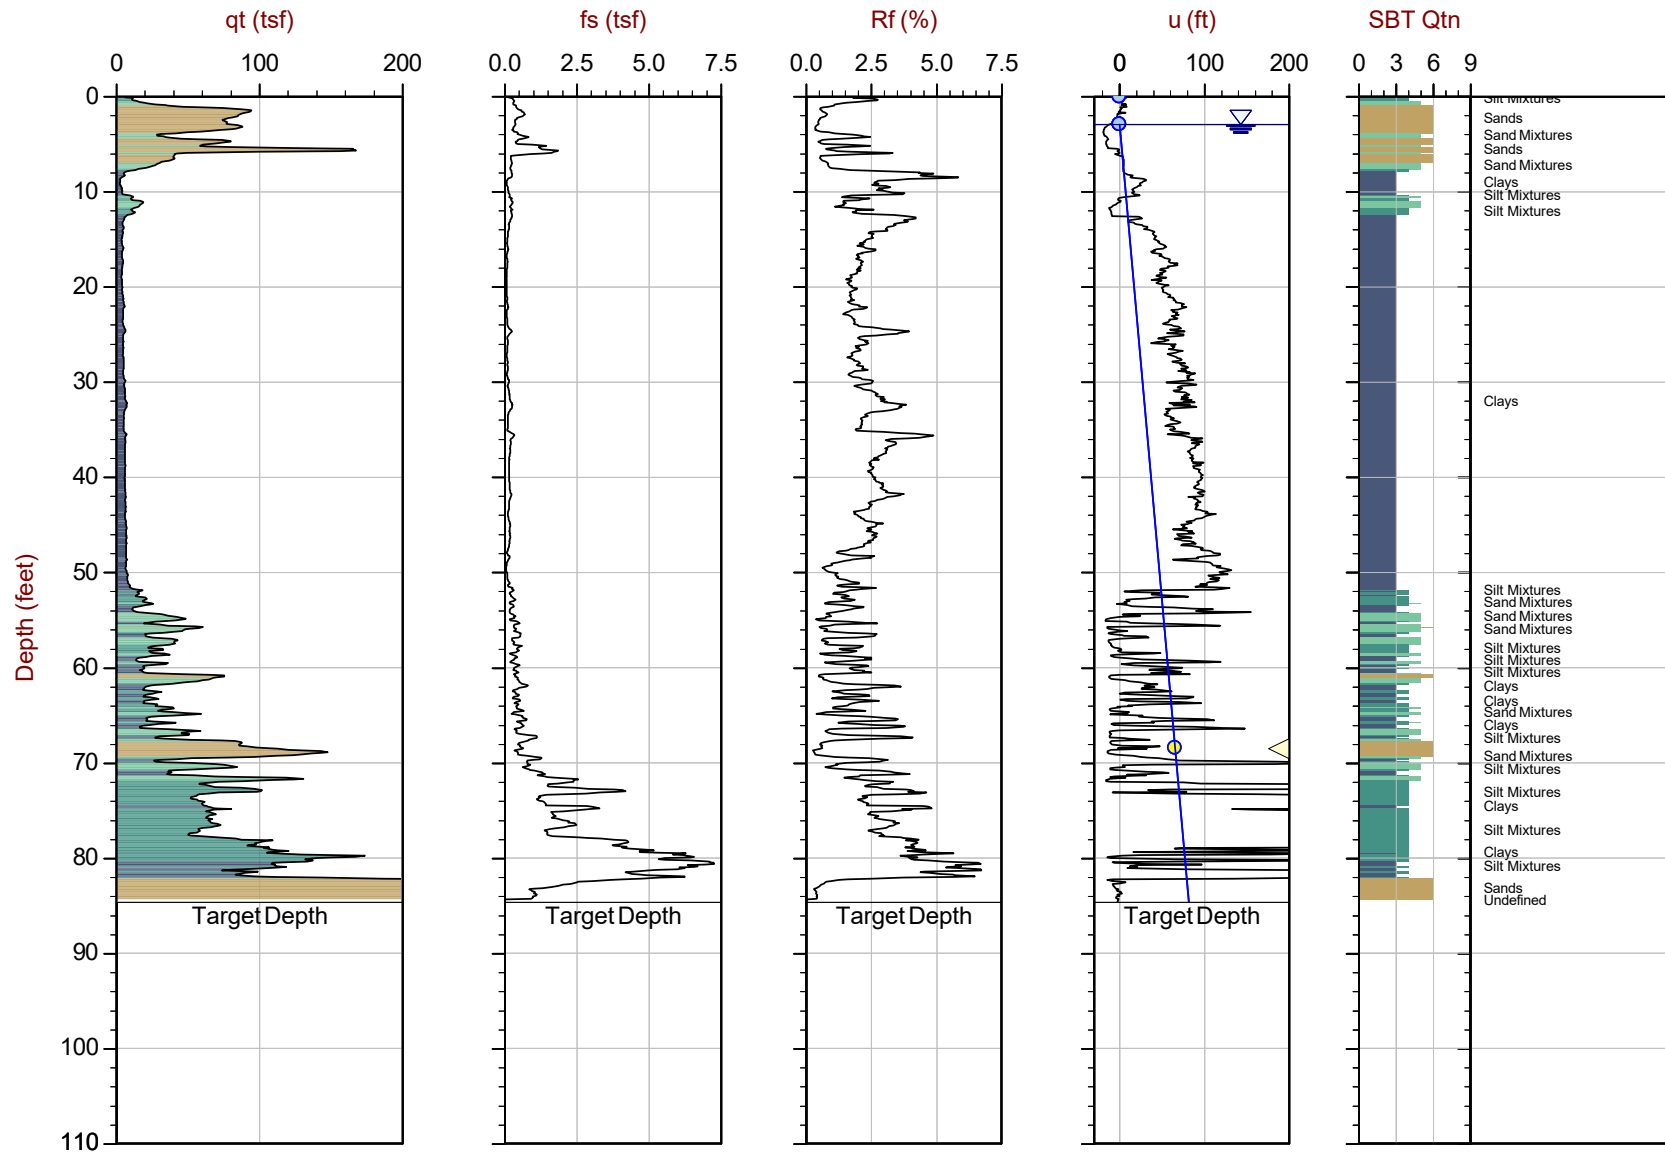 qt (tsf) fs (tsf) Rf (%) u (ft) SBT Qtn
0 100 200 0.0 2.5 5.0 7.5 0.0 2.5 5.0 7.5 0 100 200 0 3 6 9
0
10
20
30
40
50
60
70
80
90
100
110
Depth (feet)
Silt Mixtures
Sands
Sand Mixtures
Sands
Sand Mixtures
Clays
Silt Mixtures
Silt Mixtures
Clays
Silt Mixtures
Sand Mixtures
Sand Mixtures
Sand Mixtures
Silt Mixtures
Silt Mixtures
Silt Mixtures
Clays
Clays
Sand Mixtures
Clays
Silt Mixtures
Sand Mixtures
Silt Mixtures
Silt Mixtures
Clays
Silt Mixtures
Clays
Silt Mixtures
Sands
Undefined
Target Depth Target Depth Target Depth Target Depth